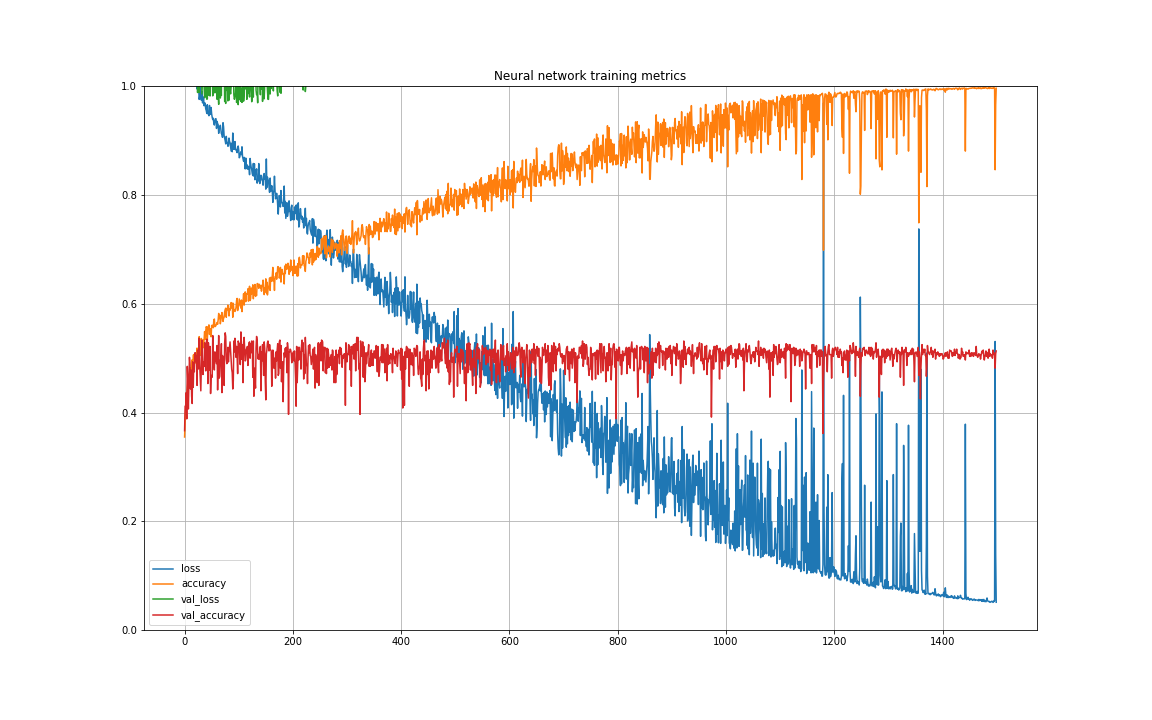 Neural network training metrics
1.0
0.8
0.6
0.4
0.2
0.0
loss
accuracy
val_loss
val_accuracy
0 200 400 600 800 1000 1200 1400